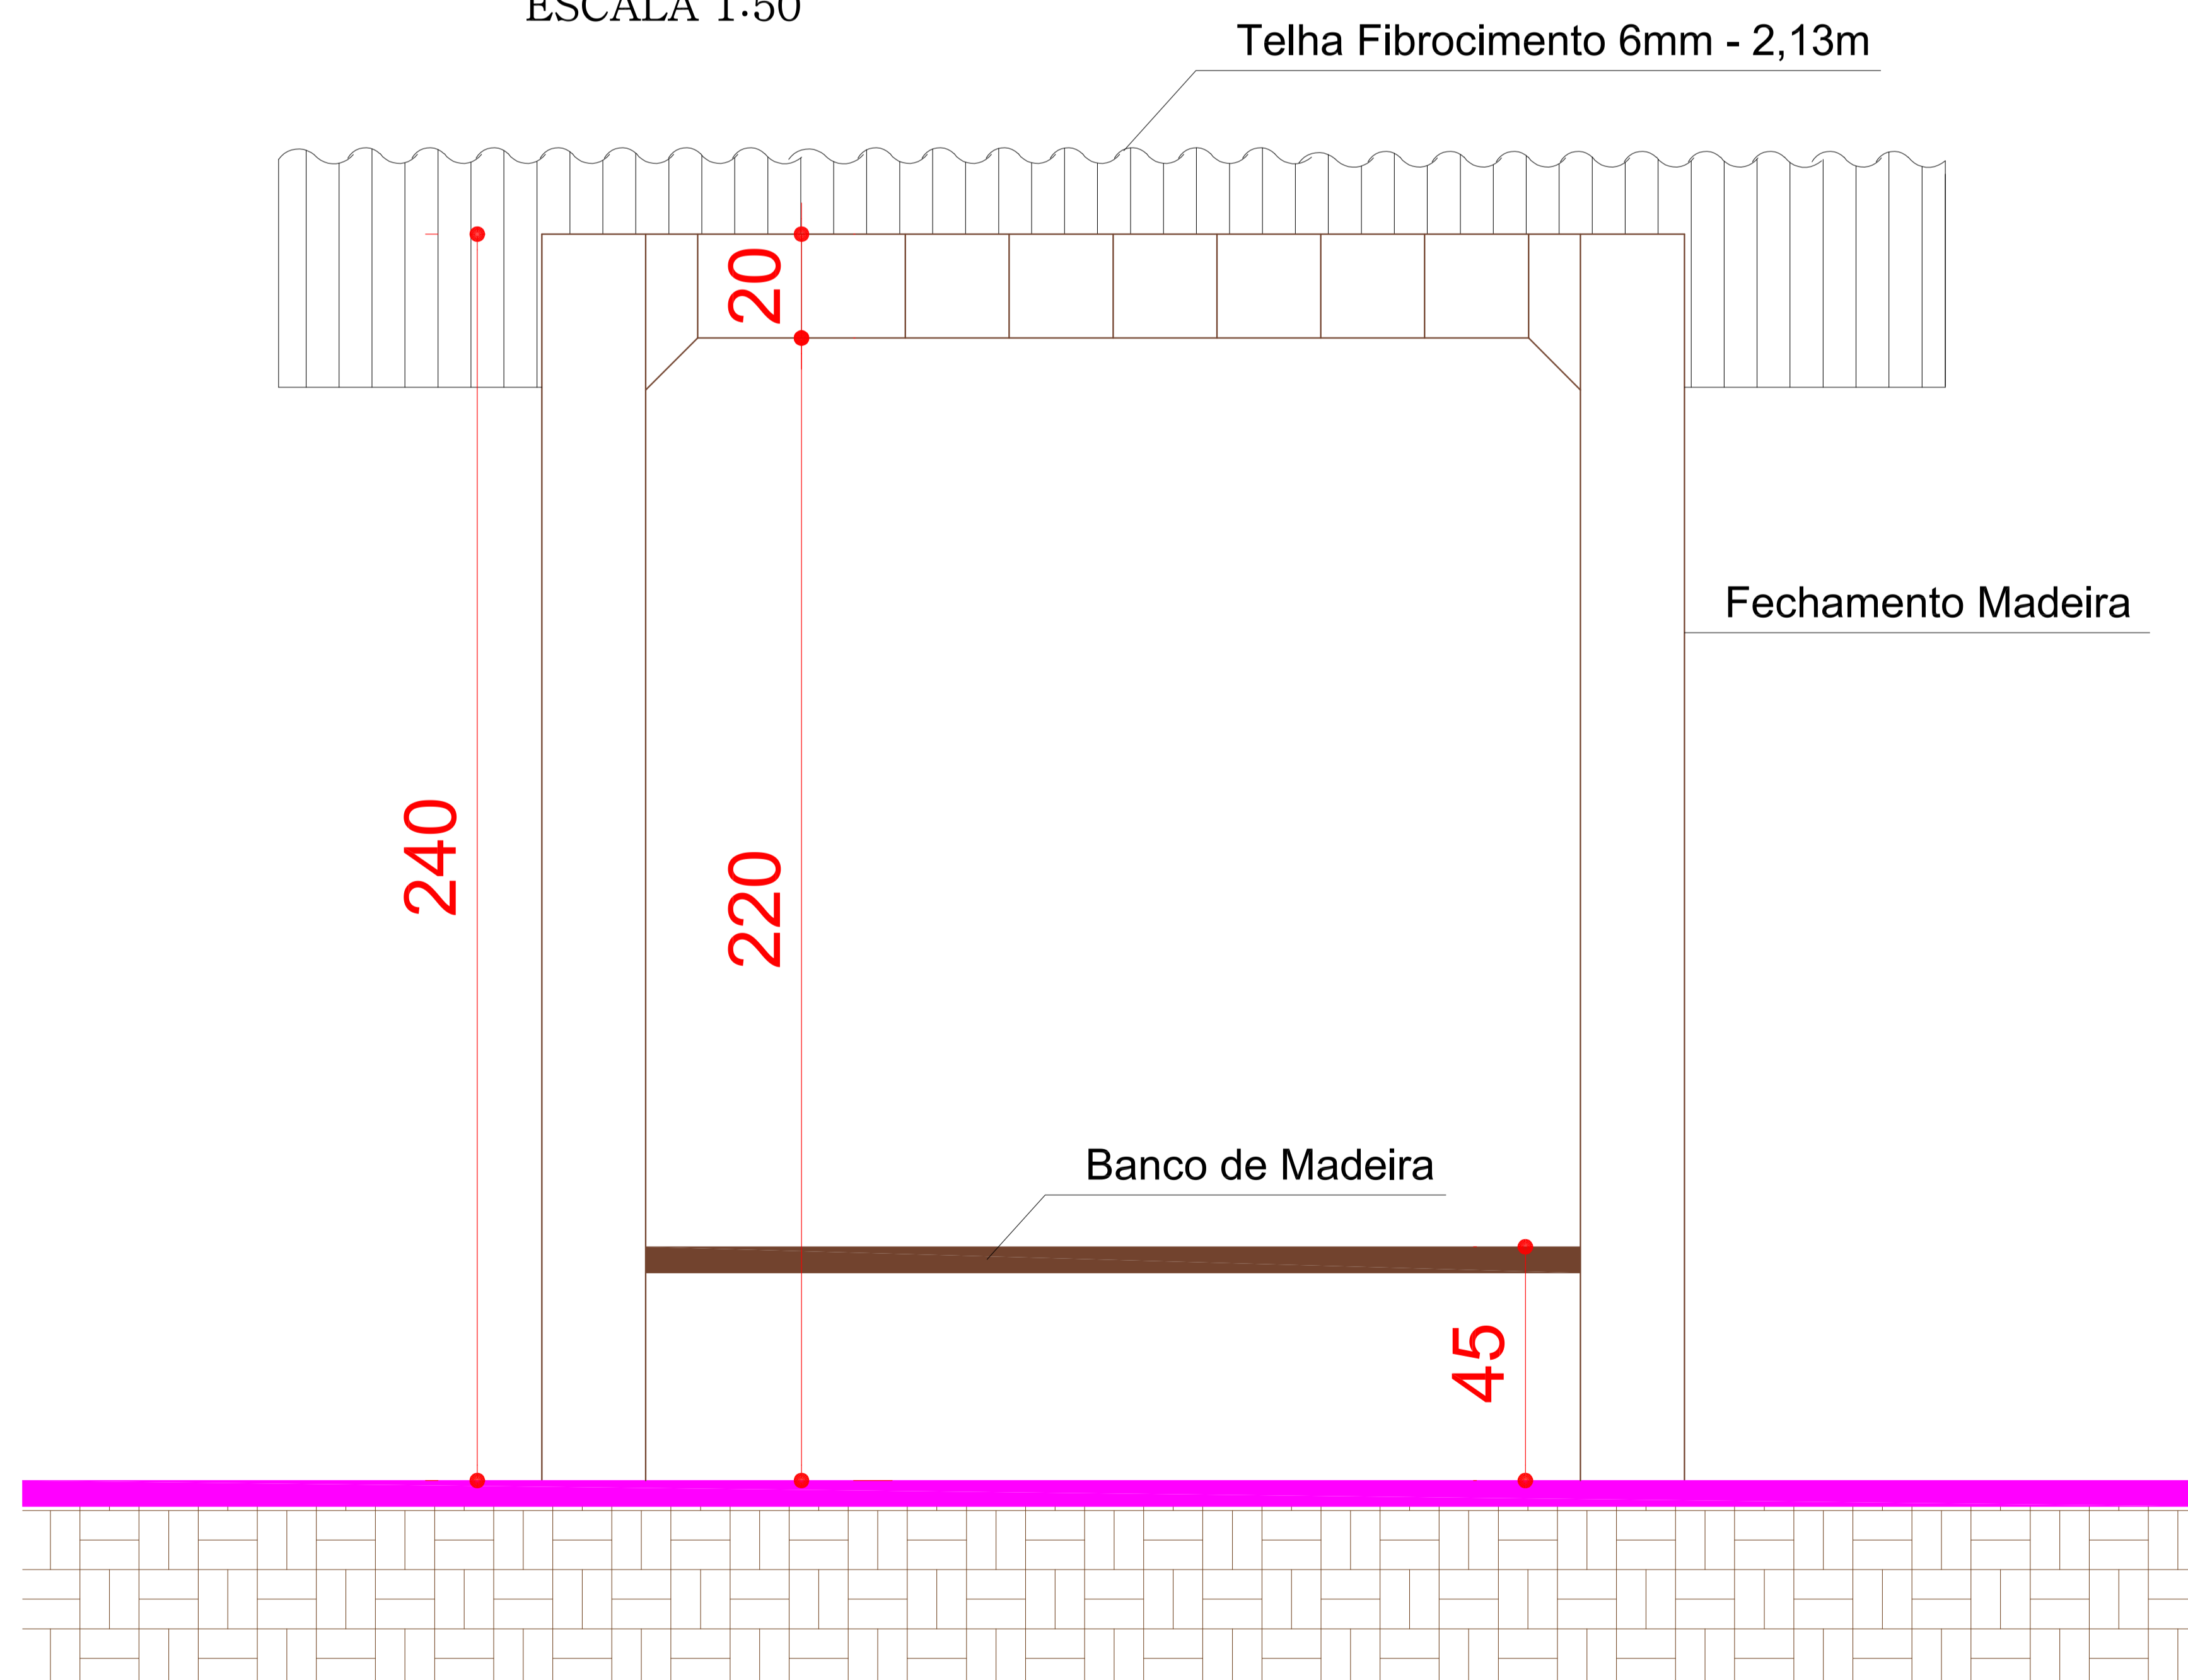 ESCALA 1:50
Telha Fibrocimento 6mm - 2,13m
20
Fechamento Madeira
240
220
Banco de Madeira
45